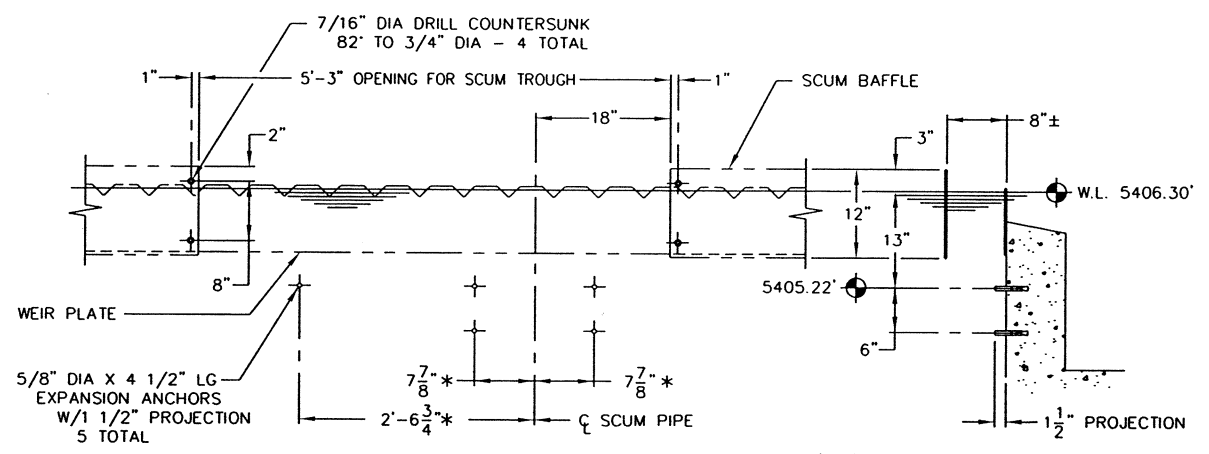 7/16" DIA DRILL COUNTERSUNK
82° TO 3/4" DIA - 4 TOTAL
1"
5'-3" OPENING FOR SCUM TROUGH
1"
SCUM BAFFLE
2"
18"
3"
8"±
W.L. 5406.30'
12"
13"
8"
5405.22'
WEIR PLATE
6"
5/8" DIA X 4 1/2" LG
EXPANSION ANCHORS
W/1 1/2" PROJECTION
5 TOTAL
7 7/8" *
7 7/8" *
2'-6 3/4"*
℄ SCUM PIPE
1 1/2" PROJECTION